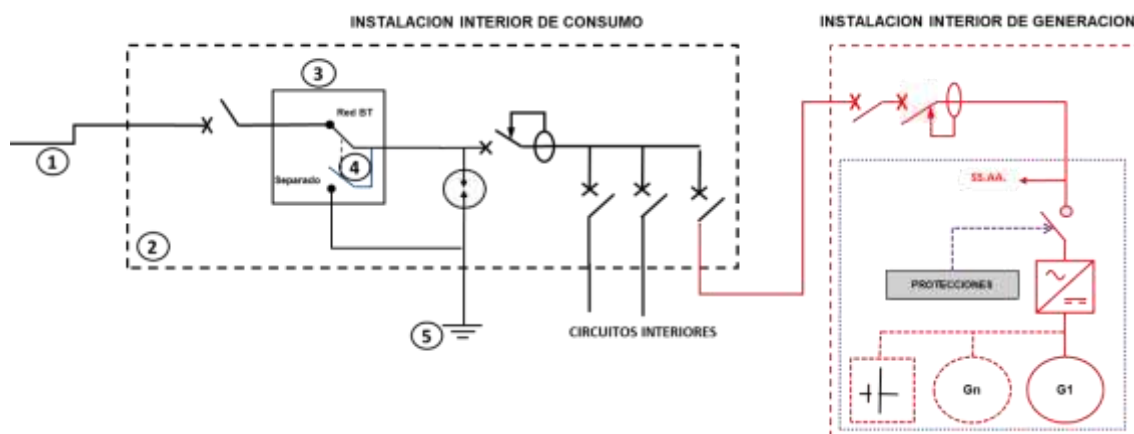 INSTALACION INTERIOR DE CONSUMO
INSTALACION INTERIOR DE GENERACION
3
Red BT
4
Separado
1
2
5
CIRCUITOS INTERIORES
SS.AA.
PROTECCIONES
Gn
G1